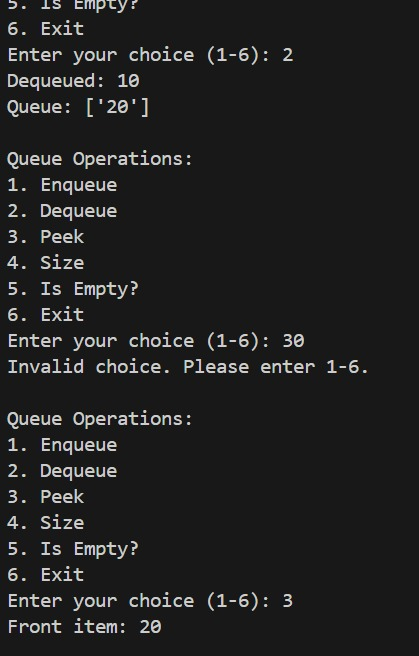 5. Is Empty?
6. Exit
Enter your choice (1-6): 2
Dequeued: 10
Queue: ['20']

Queue Operations:
1. Enqueue
2. Dequeue
3. Peek
4. Size
5. Is Empty?
6. Exit
Enter your choice (1-6): 30
Invalid choice. Please enter 1-6.

Queue Operations:
1. Enqueue
2. Dequeue
3. Peek
4. Size
5. Is Empty?
6. Exit
Enter your choice (1-6): 3
Front item: 20